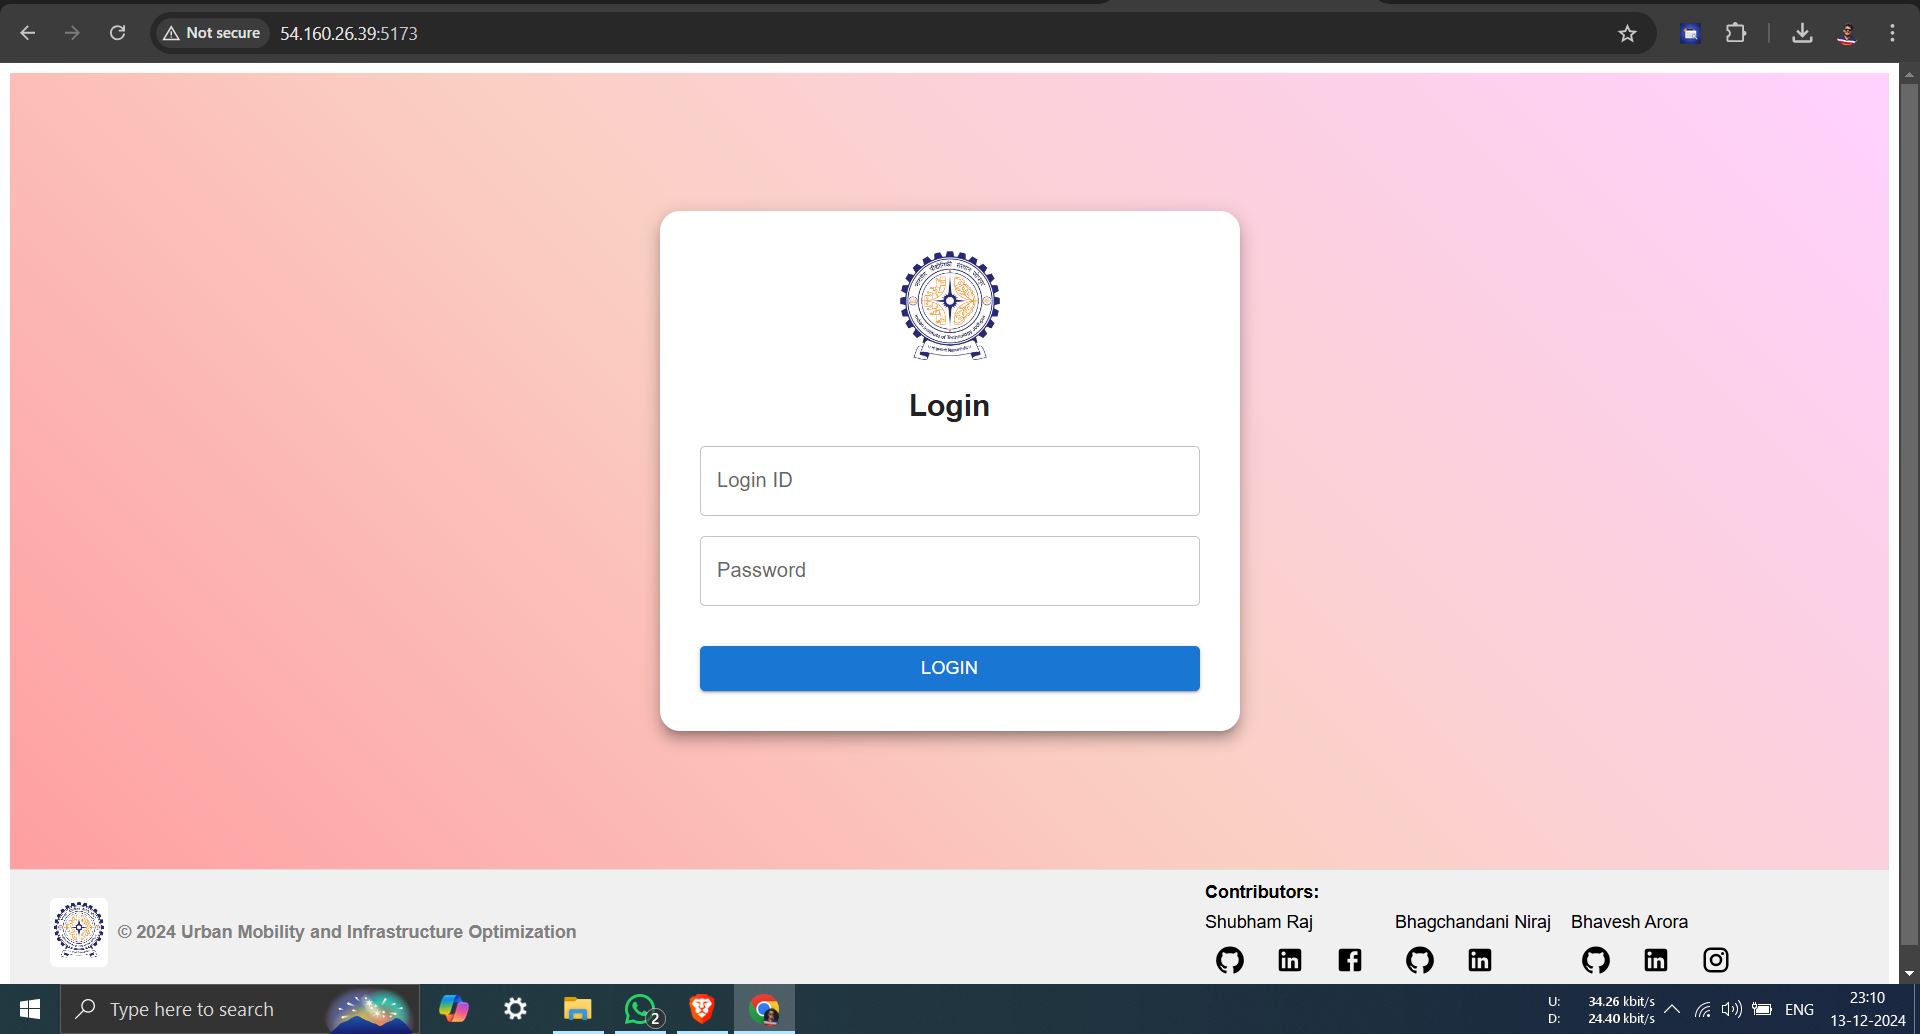 Not secure
54.160.26.39:5173
Login
Login ID
Password
LOGIN
© 2024 Urban Mobility and Infrastructure Optimization
Contributors:
Shubham Raj
Bhagchandani Niraj
Bhavesh Arora
Type here to search
2
U: 34.26 kbit/s
D: 24.40 kbit/s
ENG
23:10
13-12-2024